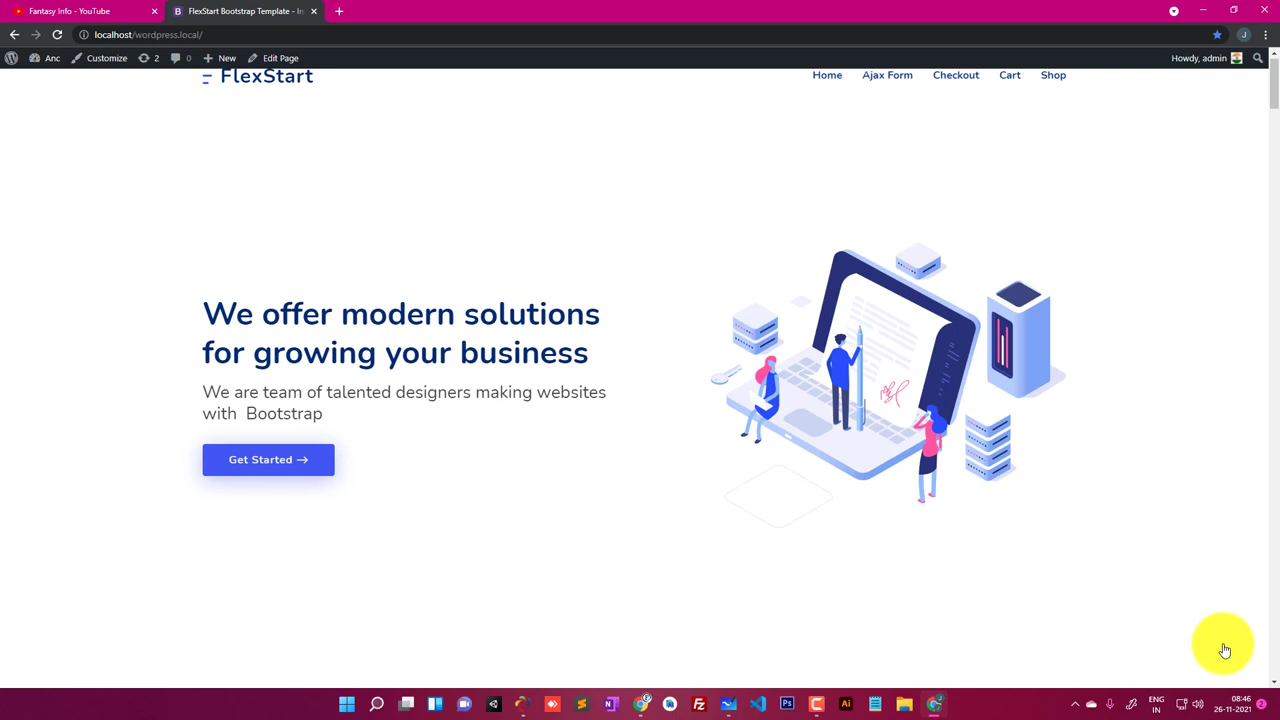 Fantasy Info - YouTube
FlexStart Bootstrap Template - In
localhost/wordpress.local/
J
Anc
Customize
2
0
New
Edit Page
Howdy, admin
FlexStart
Home
Ajax Form
Checkout
Cart
Shop
We offer modern solutions
for growing your business
We are team of talented designers making websites
with Bootstrap
Get Started →
ENG
IN
08:46
26-11-2021
2